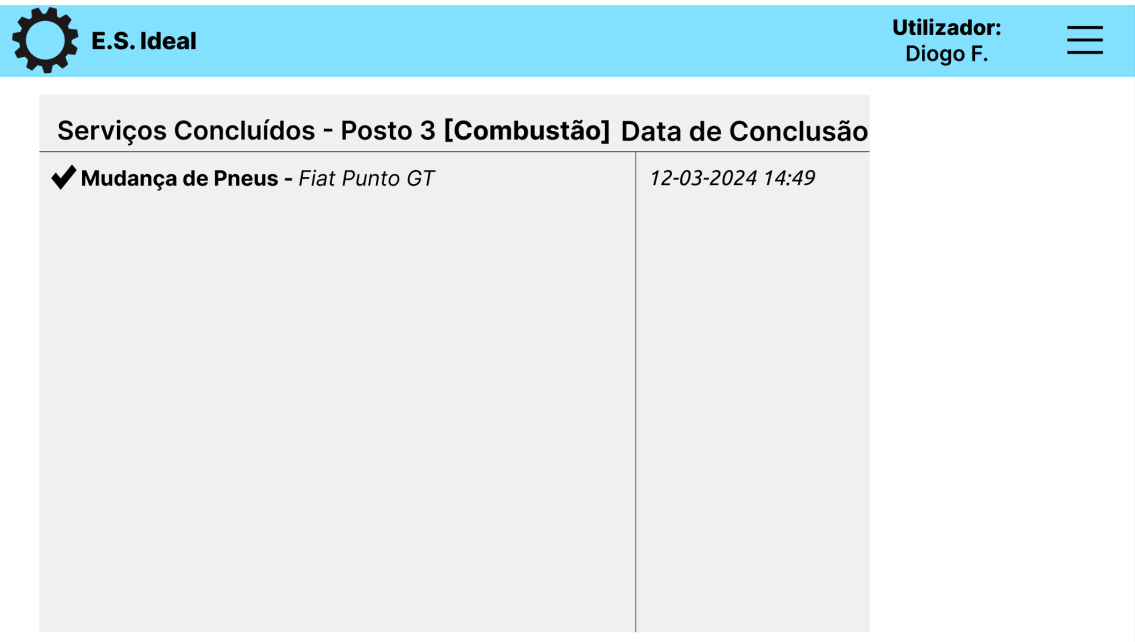 E.S. Ideal
Utilizador:
Diogo F.
Serviços Concluídos - Posto 3 [Combustão] Data de Conclusão
Mudança de Pneus - Fiat Punto GT 12-03-2024 14:49